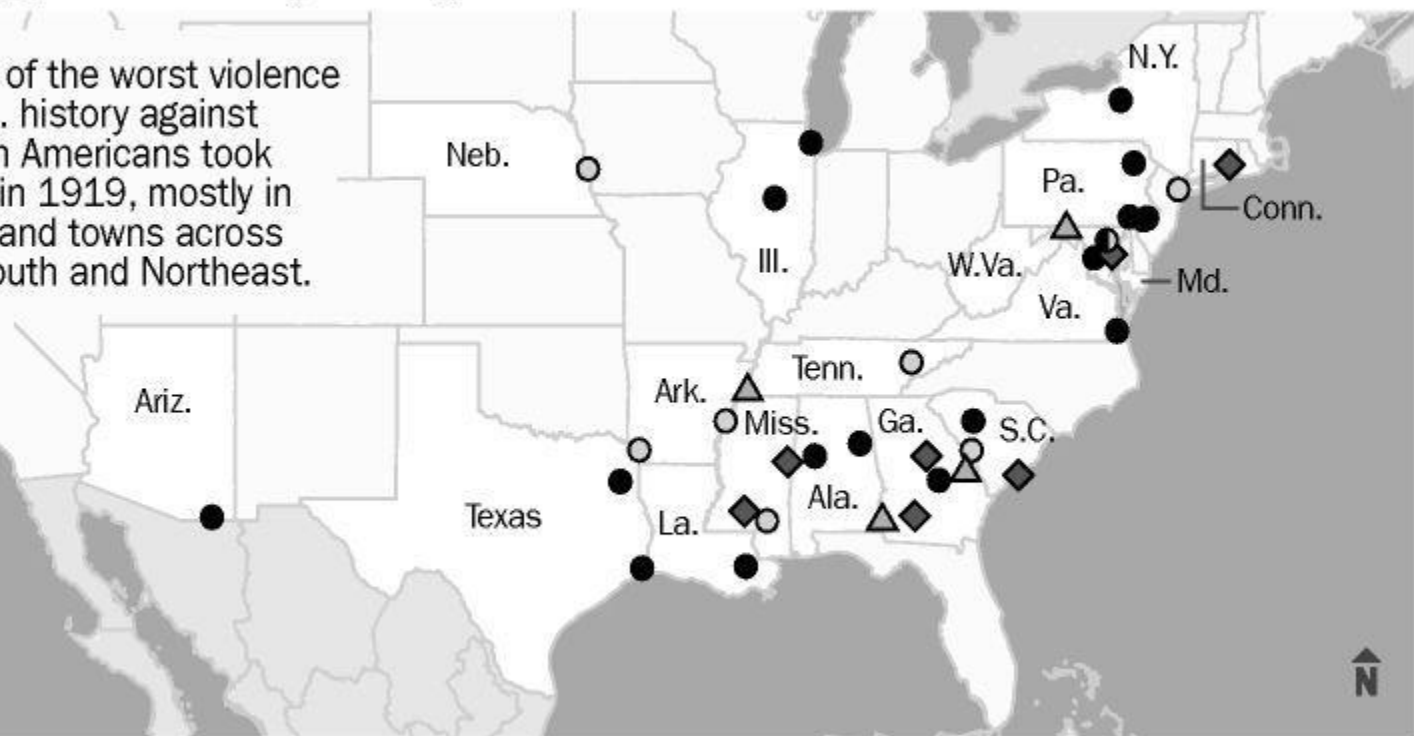 of the worst violence
. history against
n Americans took
in 1919, mostly in
and towns across
outh and Northeast.
N.Y.
Neb.
Pa.
Conn.
Ill.
W.Va.
Md.
Va.
Tenn.
Ariz.
Ark.
Miss.
Ga.
S.C.
Ala.
Texas
La.
N